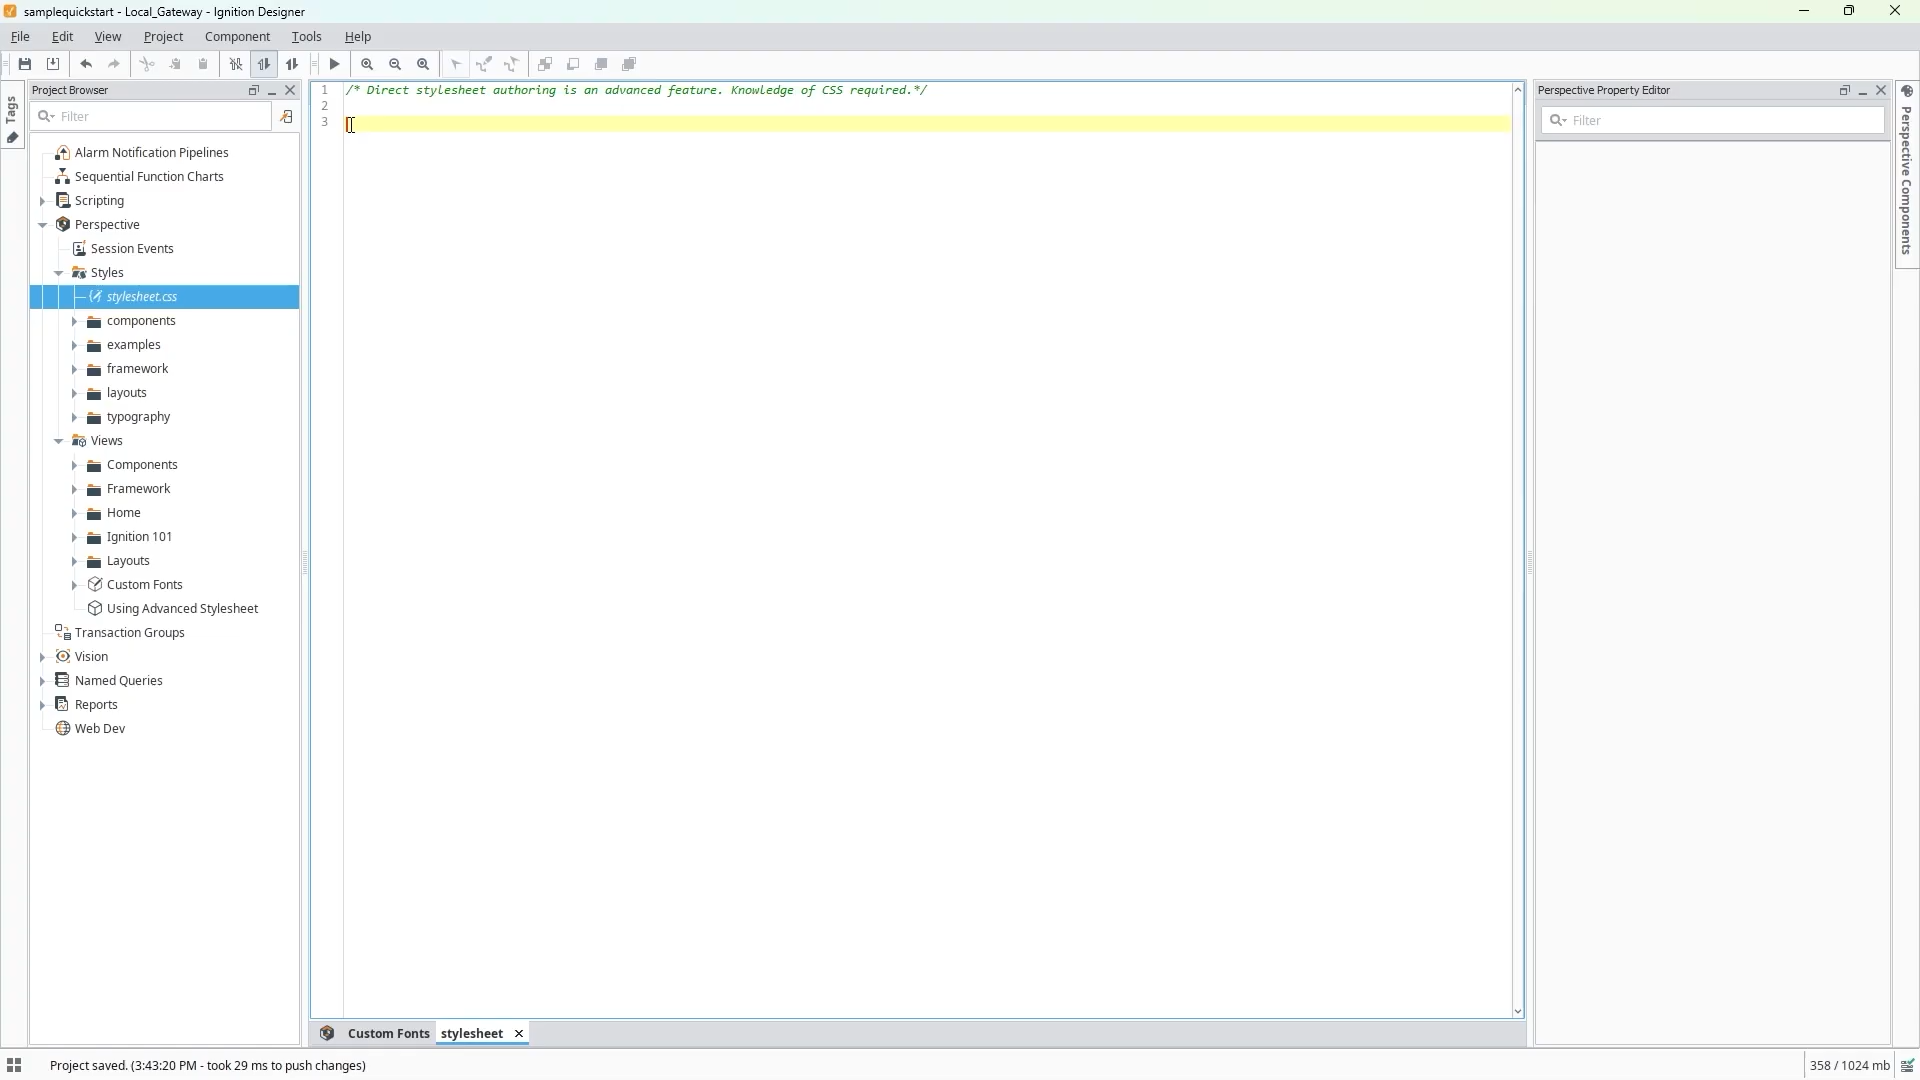 samplequickstart - Local_Gateway - Ignition Designer
File Edit View Project Component Tools Help
Tags
Project Browser
Filter
Alarm Notification Pipelines
Sequential Function Charts
Scripting
Perspective
Session Events
Styles
stylesheet.css
components
examples
framework
layouts
typography
Views
Components
Framework
Home
Ignition 101
Layouts
Custom Fonts
Using Advanced Stylesheet
Transaction Groups
Vision
Named Queries
Reports
Web Dev
1 /* Direct stylesheet authoring is an advanced feature. Knowledge of CSS required.*/
2
3
Custom Fonts stylesheet
Perspective Property Editor
Filter
Perspective Components
Project saved. (3:43:20 PM - took 29 ms to push changes)
358 / 1024 mb